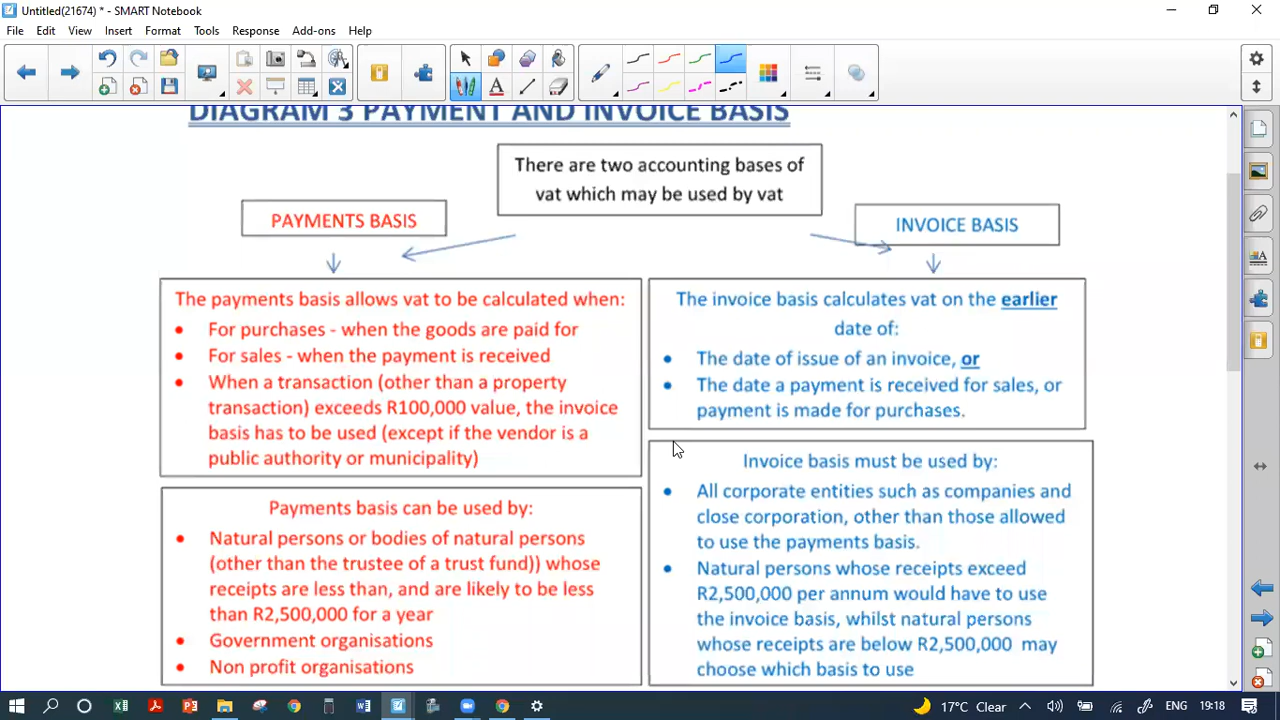 Untitled(21674) * - SMART Notebook
File Edit View Insert Format Tools Response Add-ons Help
DIAGRAM 3 PAYMENT AND INVOICE BASIS
There are two accounting bases of
vat which may be used by vat
PAYMENTS BASIS
INVOICE BASIS
The payments basis allows vat to be calculated when:
• For purchases - when the goods are paid for
• For sales - when the payment is received
• When a transaction (other than a property
transaction) exceeds R100,000 value, the invoice
basis has to be used (except if the vendor is a
public authority or municipality)
The invoice basis calculates vat on the earlier
date of:
• The date of issue of an invoice, or
• The date a payment is received for sales, or
payment is made for purchases.
Payments basis can be used by:
• Natural persons or bodies of natural persons
(other than the trustee of a trust fund)) whose
receipts are less than, and are likely to be less
than R2,500,000 for a year
• Government organisations
• Non profit organisations
Invoice basis must be used by:
• All corporate entities such as companies and
close corporation, other than those allowed
to use the payments basis.
• Natural persons whose receipts exceed
R2,500,000 per annum would have to use
the invoice basis, whilst natural persons
whose receipts are below R2,500,000 may
choose which basis to use
17°C Clear
ENG
19:18